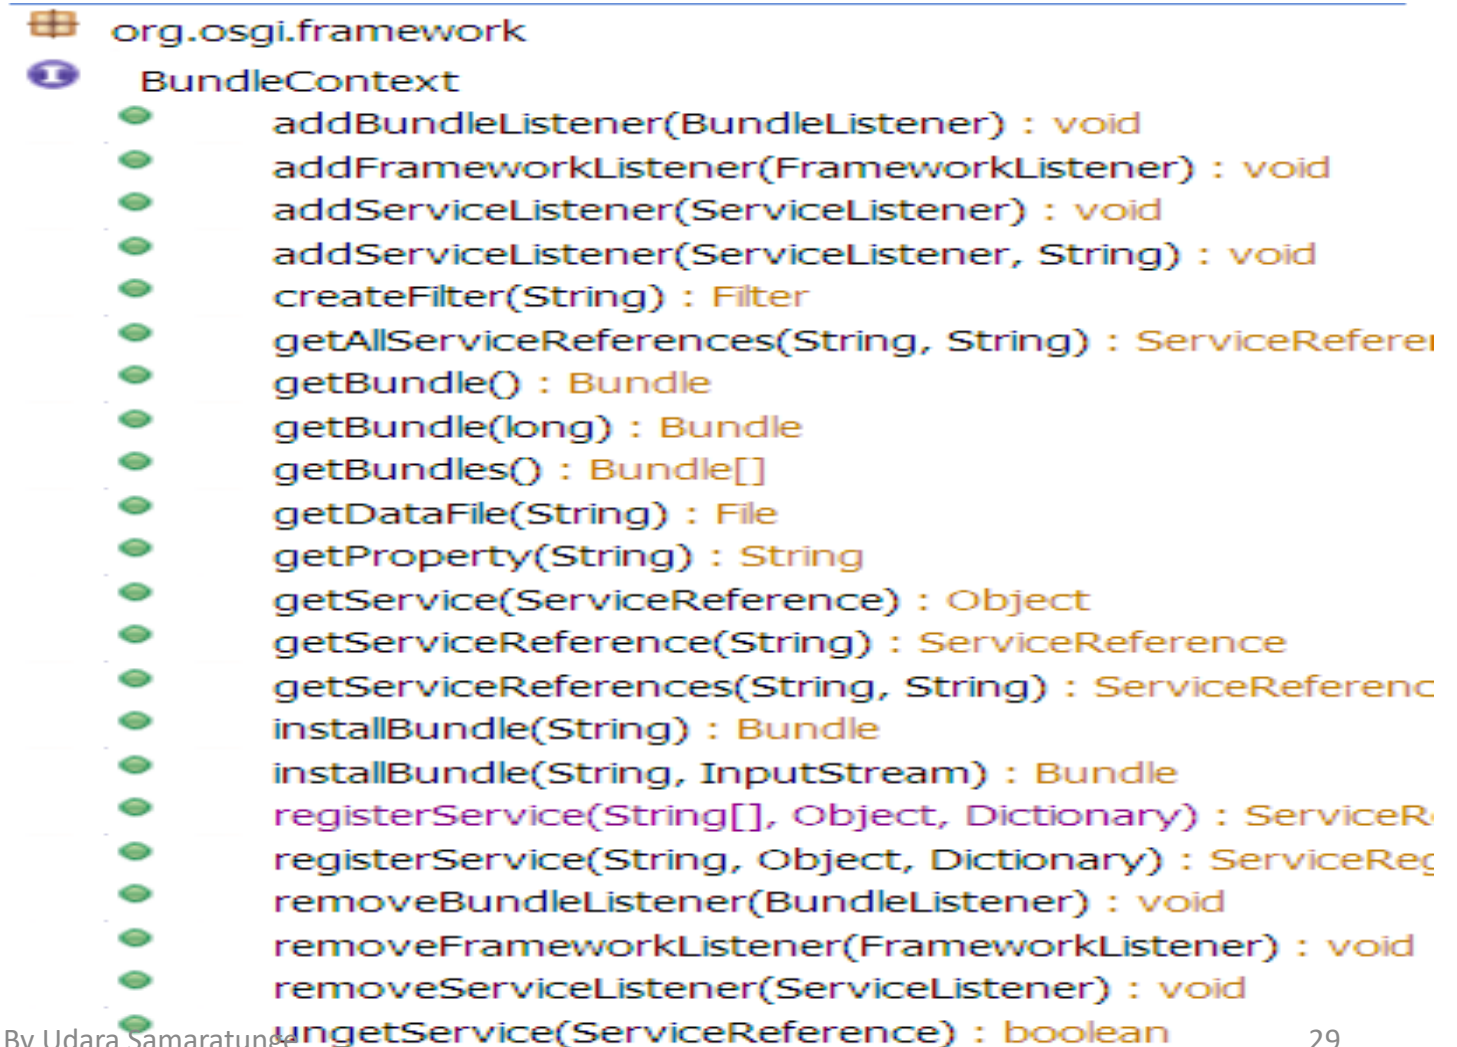 org.osgi.framework
BundleContext
addBundleListener(BundleListener) : void
addFrameworkListener(FrameworkListener) : void
addServiceListener(ServiceListener) : void
addServiceListener(ServiceListener, String) : void
createFilter(String) : Filter
getAllServiceReferences(String, String) : ServiceReferer
getBundle() : Bundle
getBundle(long) : Bundle
getBundles() : Bundle[]
getDataFile(String) : File
getProperty(String) : String
getService(ServiceReference) : Object
getServiceReference(String) : ServiceReference
getServiceReferences(String, String) : ServiceReferenc
installBundle(String) : Bundle
installBundle(String, InputStream) : Bundle
registerService(String[], Object, Dictionary) : ServiceR
registerService(String, Object, Dictionary) : ServiceReg
removeBundleListener(BundleListener) : void
removeFrameworkListener(FrameworkListener) : void
removeServiceListener(ServiceListener) : void
ungetService(ServiceReference) : boolean
By Udara Samaratunge 29